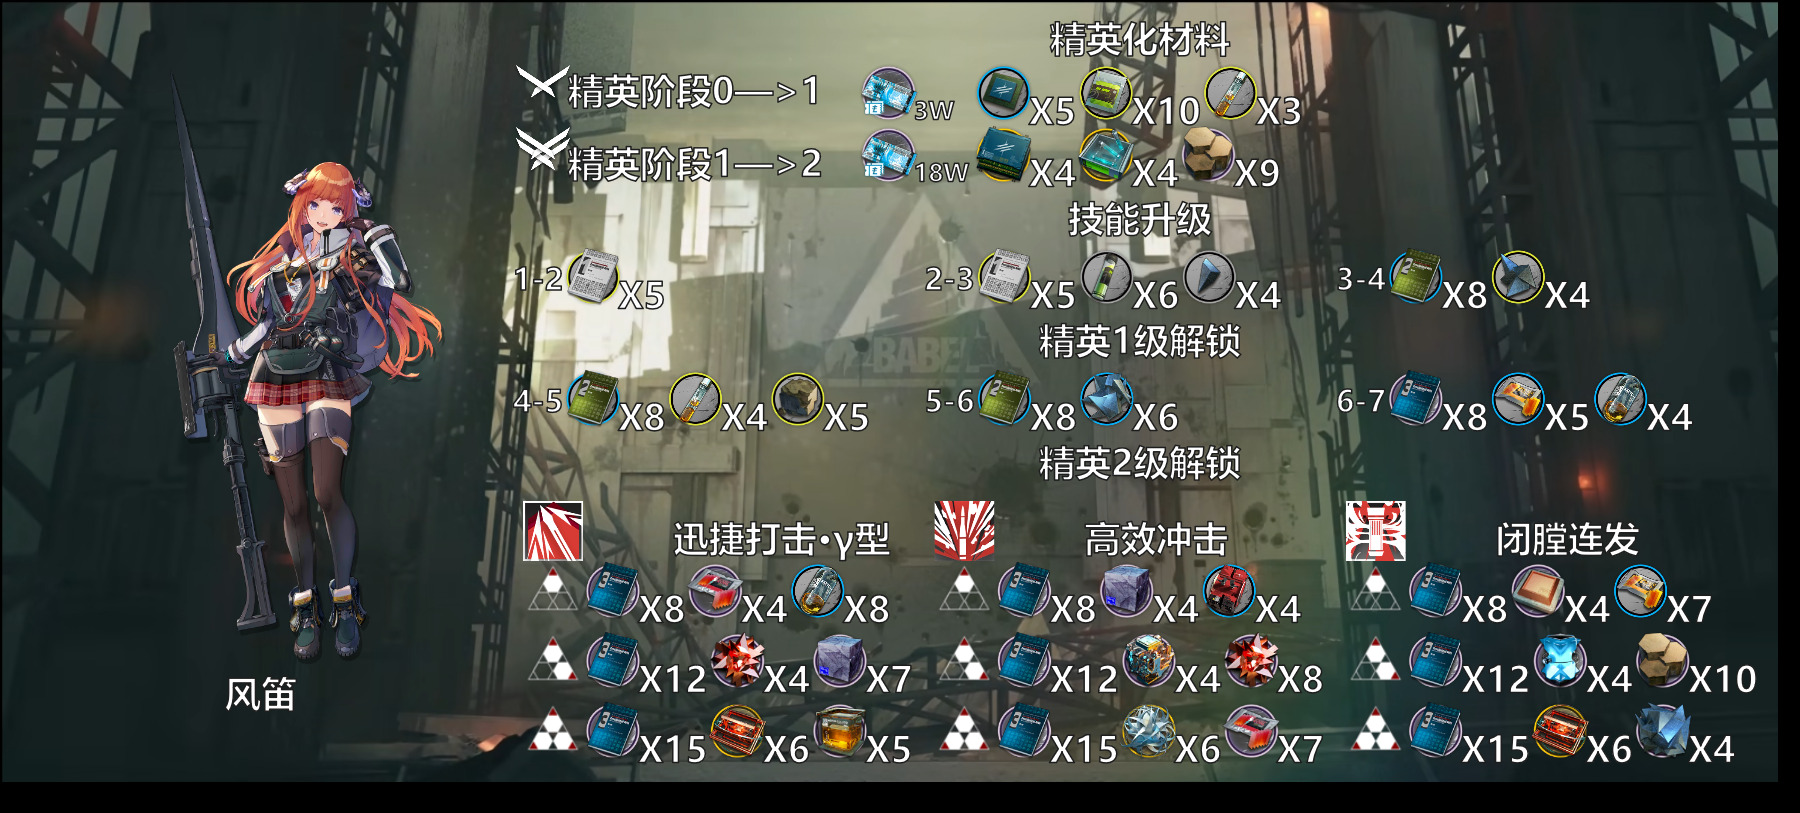 精英化材料
精英阶段0—>1 3W X5 X10 X3
精英阶段1—>2 18W X4 X4 X9
技能升级
1-2 X5 2-3 X5 X6 X4 3-4 X8 X4
BABEL
精英1级解锁
4-5 X8 X4 X5 5-6 X8 X6 6-7 X8 X5 X4
精英2级解锁
迅捷打击·γ型 高效冲击 闭膛连发
X8 X4 X8 X8 X4 X4 X8 X4 X7
X12 X4 X7 X12 X4 X8 X12 X4 X10
X15 X6 X5 X15 X6 X7 X15 X6 X4
风笛